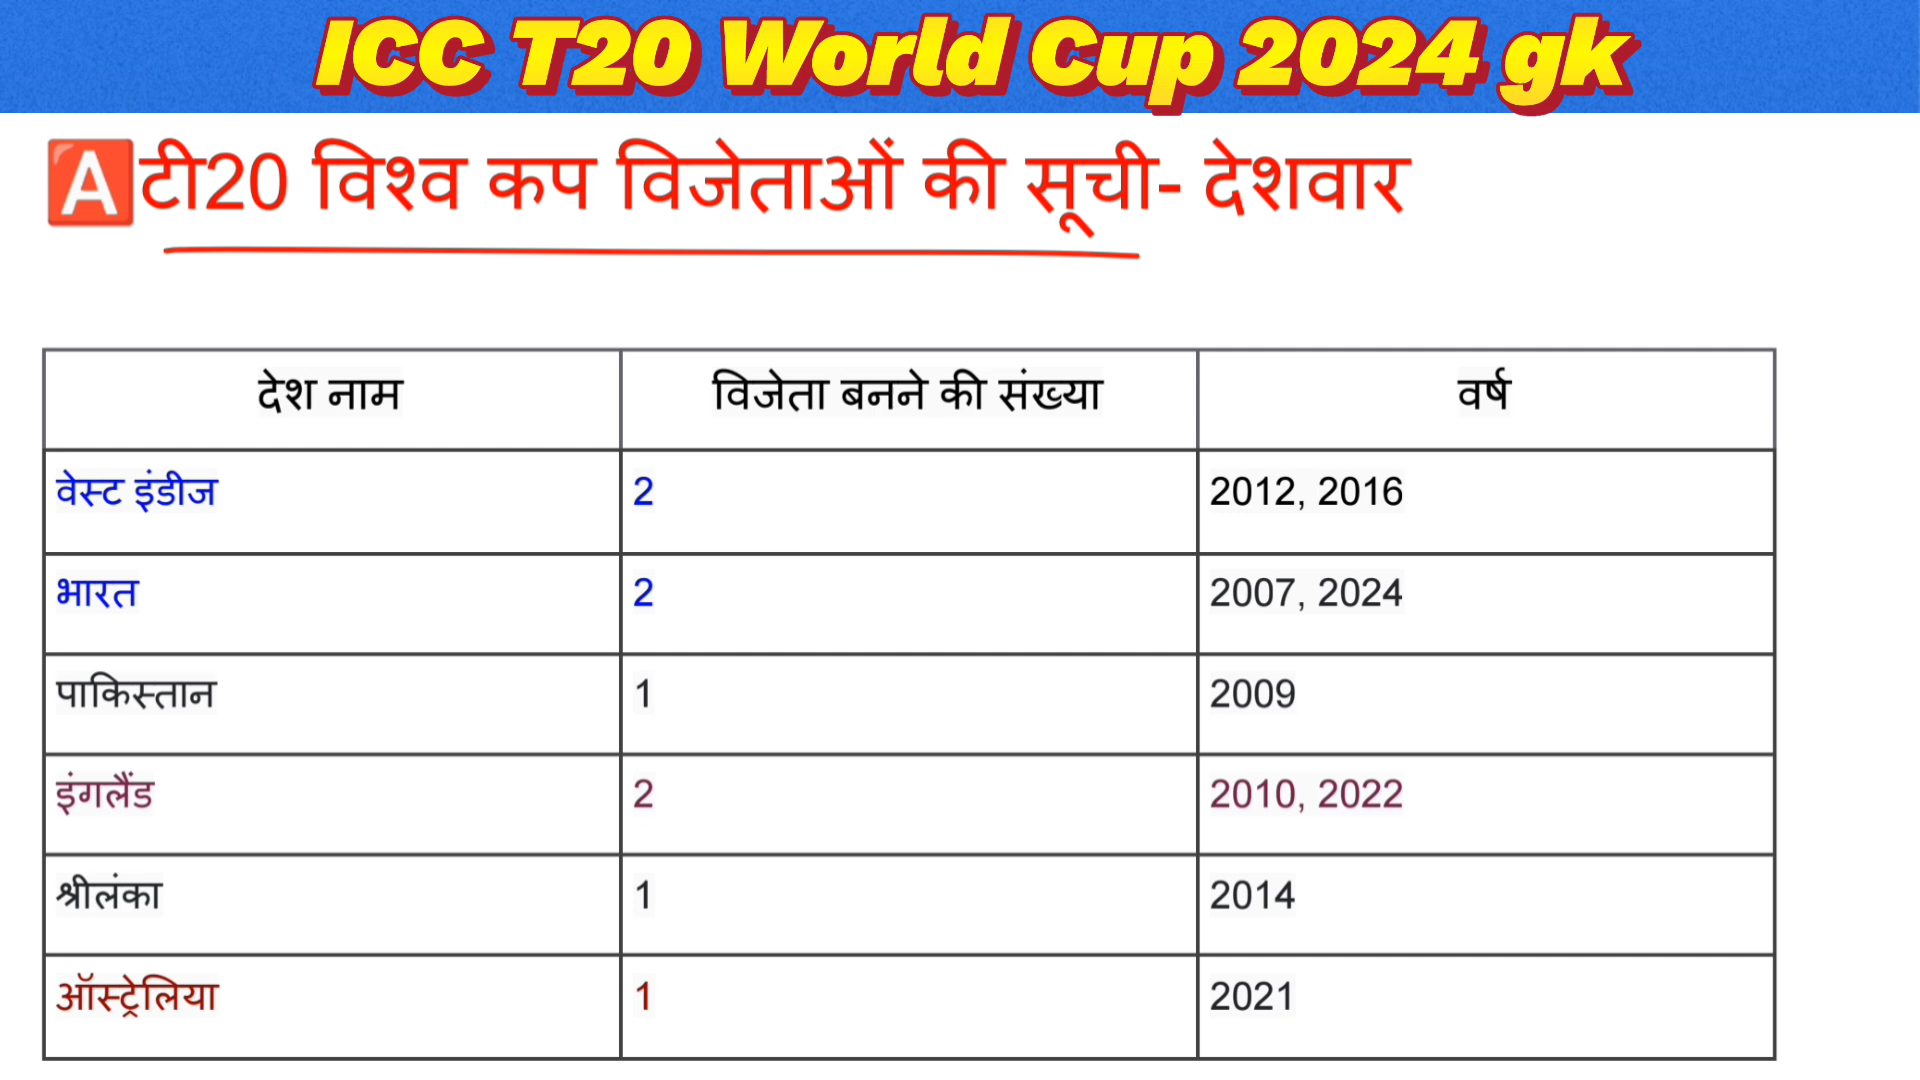 ICC T20 World Cup 2024 gk
🅰️टी20 विश्व कप विजेताओं की सूची- देशवार
देश नाम विजेता बनने की संख्या वर्ष
वेस्ट इंडीज 2 2012, 2016
भारत 2 2007, 2024
पाकिस्तान 1 2009
इंगलैंड 2 2010, 2022
श्रीलंका 1 2014
ऑस्ट्रेलिया 1 2021